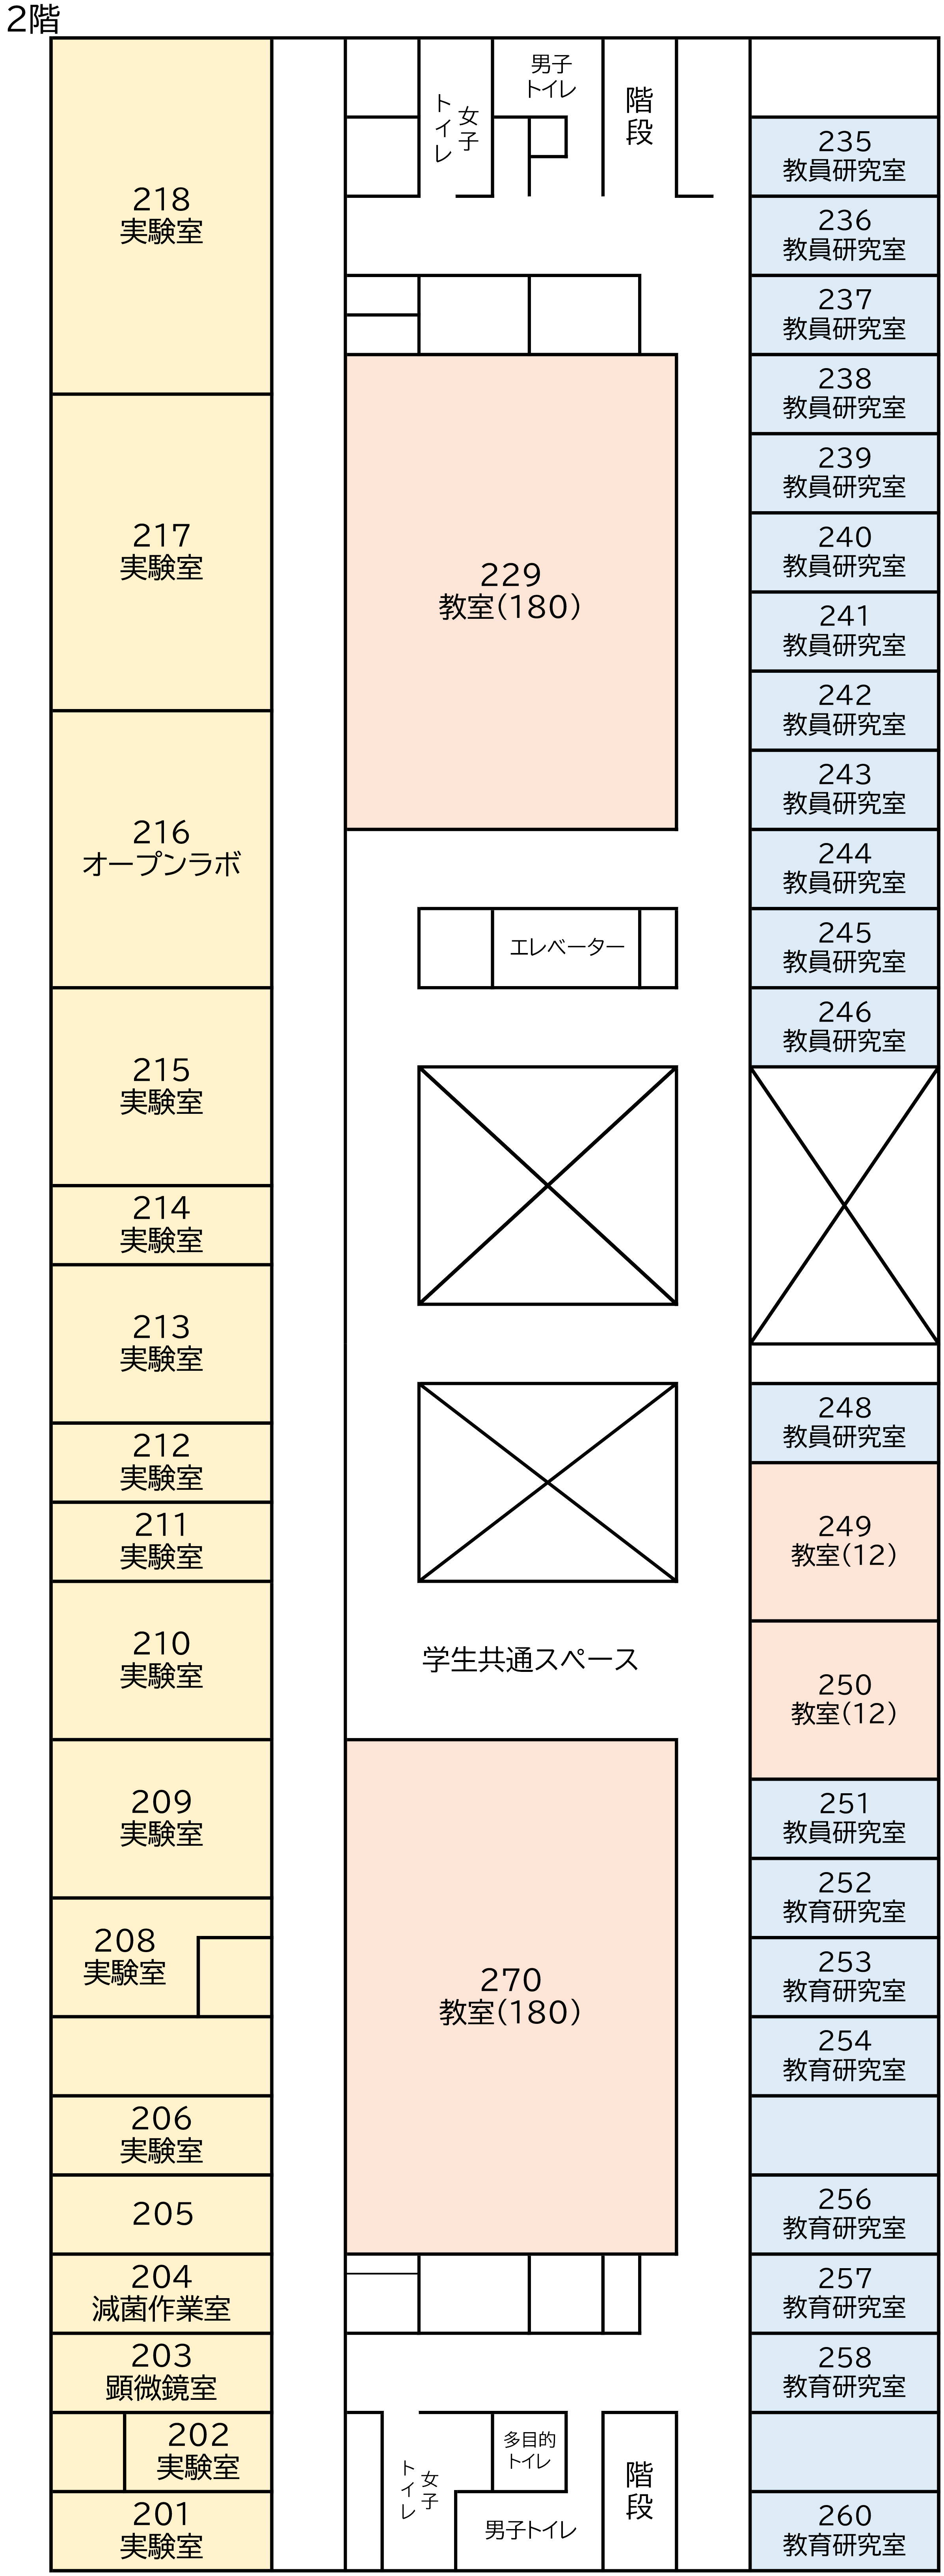 2階
218
実験室
217
実験室
216
オープンラボ
215
実験室
214
実験室
213
実験室
212
実験室
211
実験室
210
実験室
209
実験室
208
実験室
206
実験室
205
204
減菌作業室
203
顕微鏡室
202
実験室
201
実験室
女子
トイレ
男子
トイレ
階段
229
教室(180)
エレベーター
学生共通スペース
270
教室(180)
女子
トイレ
多目的
トイレ
男子トイレ
階段
235
教員研究室
236
教員研究室
237
教員研究室
238
教員研究室
239
教員研究室
240
教員研究室
241
教員研究室
242
教員研究室
243
教員研究室
244
教員研究室
245
教員研究室
246
教員研究室
248
教員研究室
249
教室(12)
250
教室(12)
251
教員研究室
252
教育研究室
253
教育研究室
254
教育研究室
256
教育研究室
257
教育研究室
258
教育研究室
260
教育研究室